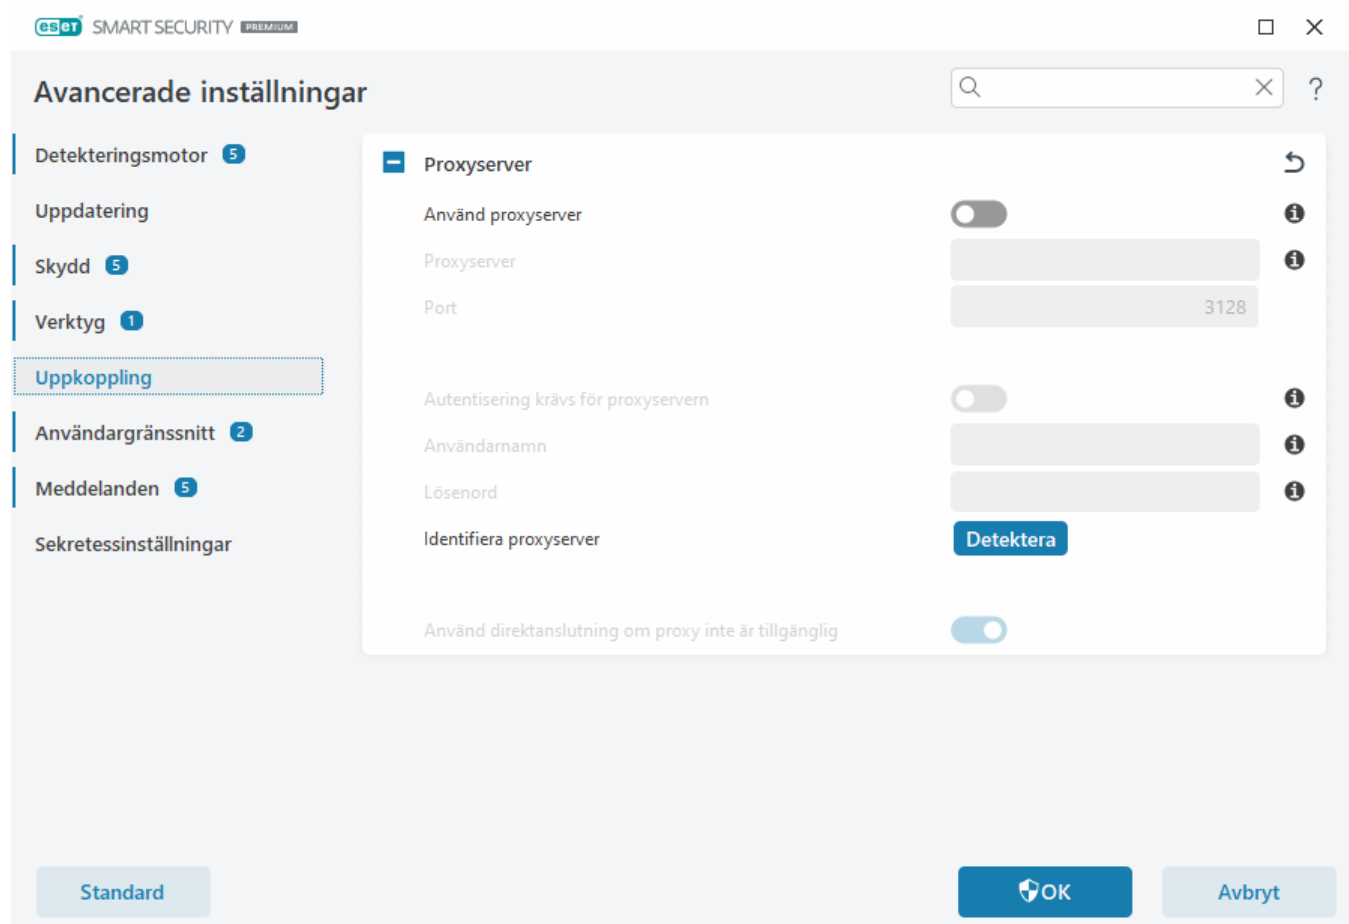 eseT SMART SECURITY PREMIUM
Avancerade inställningar
?
Detekteringsmotor 5
Uppdatering
Skydd 5
Verktyg 1
Uppkoppling
Användargränssnitt 2
Meddelanden 5
Sekretessinställningar
Proxyserver
Använd proxyserver
Proxyserver
Port 3128
Autentisering krävs för proxyservern
Användarnamn
Lösenord
Identifiera proxyserver Detektera
Använd direktanslutning om proxy inte är tillgänglig
Standard OK Avbryt